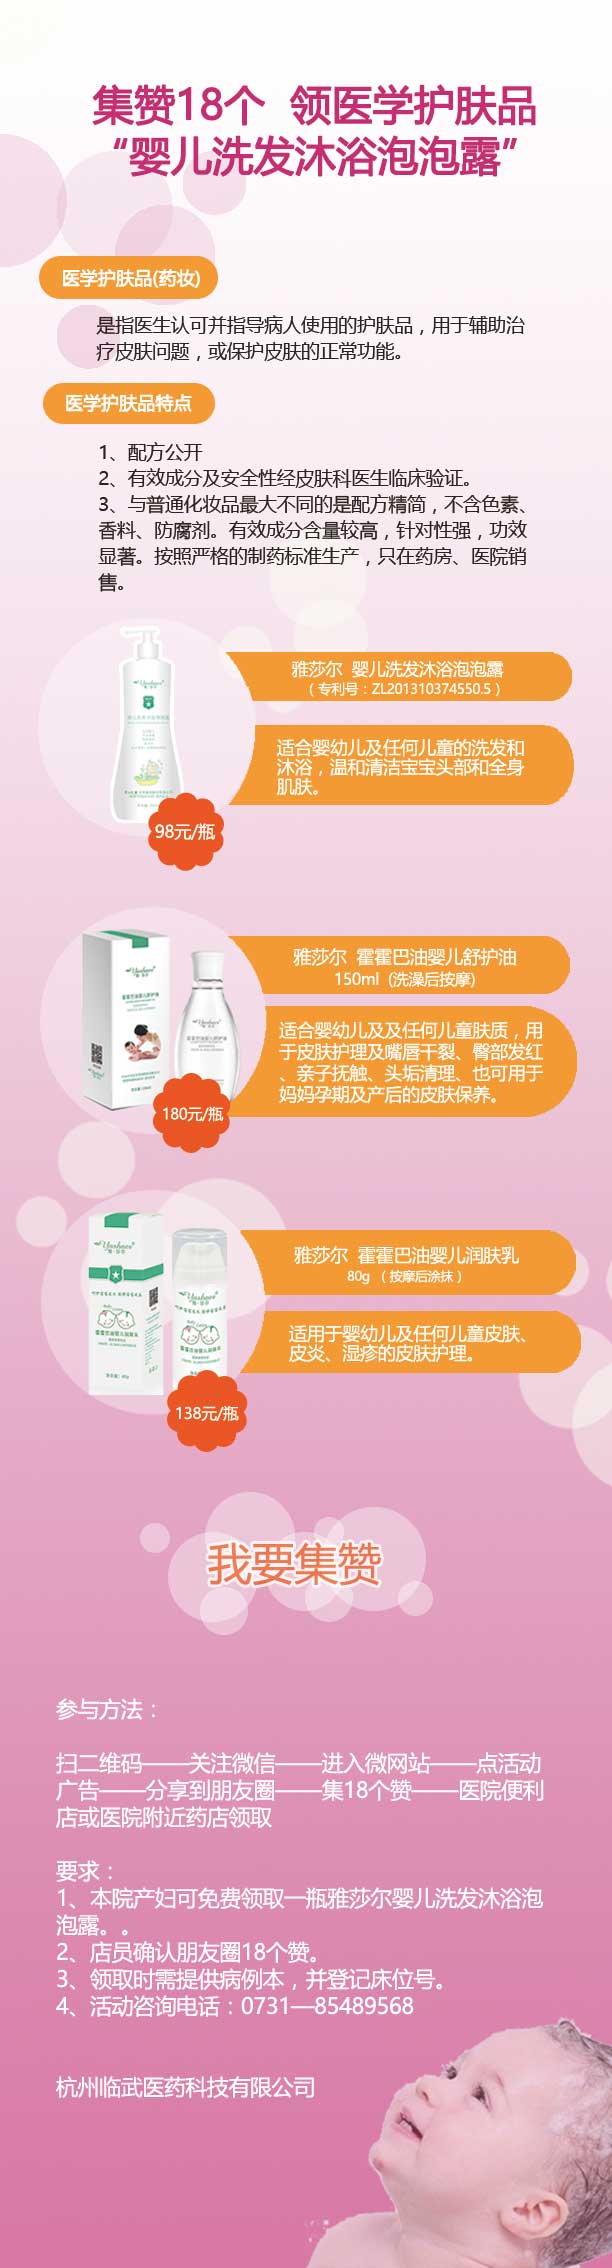 集赞18个 领医学护肤品
“婴儿洗发沐浴泡泡露”
医学护肤品(药妆)
是指医生认可并指导病人使用的护肤品，用于辅助治
疗皮肤问题，或保护皮肤的正常功能。
医学护肤品特点
1、配方公开
2、有效成分及安全性经皮肤科医生临床验证。
3、与普通化妆品最大不同的是配方精简，不含色素、
香料、防腐剂。有效成分含量较高，针对性强，功效
显著。按照严格的制药标准生产，只在药房、医院销
售。
雅莎尔 婴儿洗发沐浴泡泡露
（专利号：ZL201310374550.5）
适合婴幼儿及任何儿童的洗发和
沐浴，温和清洁宝宝头部和全身
肌肤。
98元/瓶
雅莎尔 霍霍巴油婴儿舒护油
150ml (洗澡后按摩)
适合婴幼儿及及任何儿童肤质，用
于皮肤护理及嘴唇干裂、臀部发红
、亲子抚触、头垢清理、也可用于
妈妈孕期及产后的皮肤保养。
180元/瓶
雅莎尔 霍霍巴油婴儿润肤乳
80g （按摩后涂抹）
适用于婴幼儿及任何儿童皮肤、
皮炎、湿疹的皮肤护理。
138元/瓶
我要集赞
参与方法：
扫二维码——关注微信——进入微网站——点活动
广告——分享到朋友圈——集18个赞——医院便利
店或医院附近药店领取
要求：
1、本院产妇可免费领取一瓶雅莎尔婴儿洗发沐浴泡
泡露。。
2、店员确认朋友圈18个赞。
3、领取时需提供病例本，并登记床位号。
4、活动咨询电话：0731—85489568
杭州临武医药科技有限公司